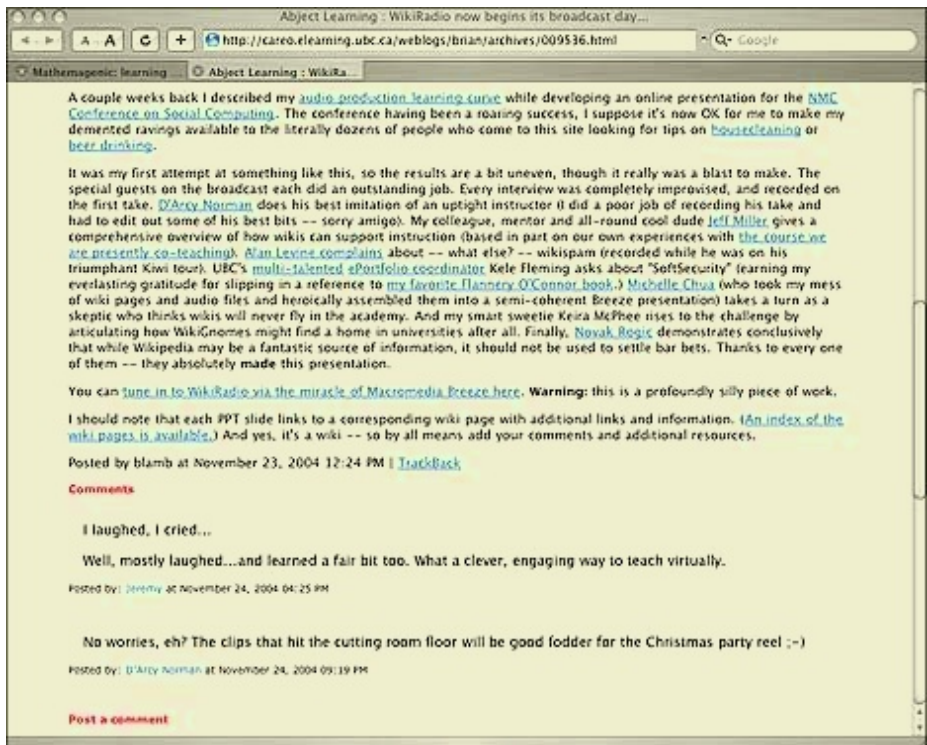 Abject Learning : WikiRadio now begins its broadcast day...
A A C + http://careo.elearning.ubc.ca/weblogs/brian/archives/009536.html Q Google
Mathemagenic: learning ... Abject Learning : WikiRa...
A couple weeks back I described my audio production learning curve while developing an online presentation for the NMC
Conference on Social Computing. The conference having been a roaring success, I suppose it's now OK for me to make my
demented ravings available to the literally dozens of people who come to this site looking for tips on housecleaning or
beer drinking.
It was my first attempt at something like this, so the results are a bit uneven, though it really was a blast to make. The
special guests on the broadcast each did an outstanding job. Every interview was completely improvised, and recorded on
the first take. D'Arcy Norman does his best imitation of an uptight instructor (I did a poor job of recording his take and
had to edit out some of his best bits -- sorry amigo). My colleague, mentor and all-round cool dude Jeff Miller gives a
comprehensive overview of how wikis can support instruction (based in part on our own experiences with the course we
are presently co-teaching). Alan Levine complains about -- what else? -- wikispam (recorded while he was on his
triumphant Kiwi tour). UBC's multi-talented ePortfolio coordinator Kele Fleming asks about "SoftSecurity" (earning my
everlasting gratitude for slipping in a reference to my favorite Flannery O'Connor book.) Michelle Chua (who took my mess
of wiki pages and audio files and heroically assembled them into a semi-coherent Breeze presentation) takes a turn as a
skeptic who thinks wikis will never fly in the academy. And my smart sweetie Keira McPhee rises to the challenge by
articulating how WikiGnomes might find a home in universities after all. Finally, Novak Rogic demonstrates conclusively
that while Wikipedia may be a fantastic source of information, it should not be used to settle bar bets. Thanks to every one
of them -- they absolutely made this presentation.
You can tune in to WikiRadio via the miracle of Macromedia Breeze here. Warning: this is a profoundly silly piece of work.
I should note that each PPT slide links to a corresponding wiki page with additional links and information. (An index of the
wiki pages is available.) And yes, it's a wiki -- so by all means add your comments and additional resources.
Posted by blamb at November 23, 2004 12:24 PM | TrackBack
Comments
I laughed, I cried...
Well, mostly laughed...and learned a fair bit too. What a clever, engaging way to teach virtually.
Posted by: Jeremy at November 24, 2004 04:25 PM
No worries, eh? The clips that hit the cutting room floor will be good fodder for the Christmas party reel ;-)
Posted by: D'Arcy Norman at November 24, 2004 09:19 PM
Post a comment